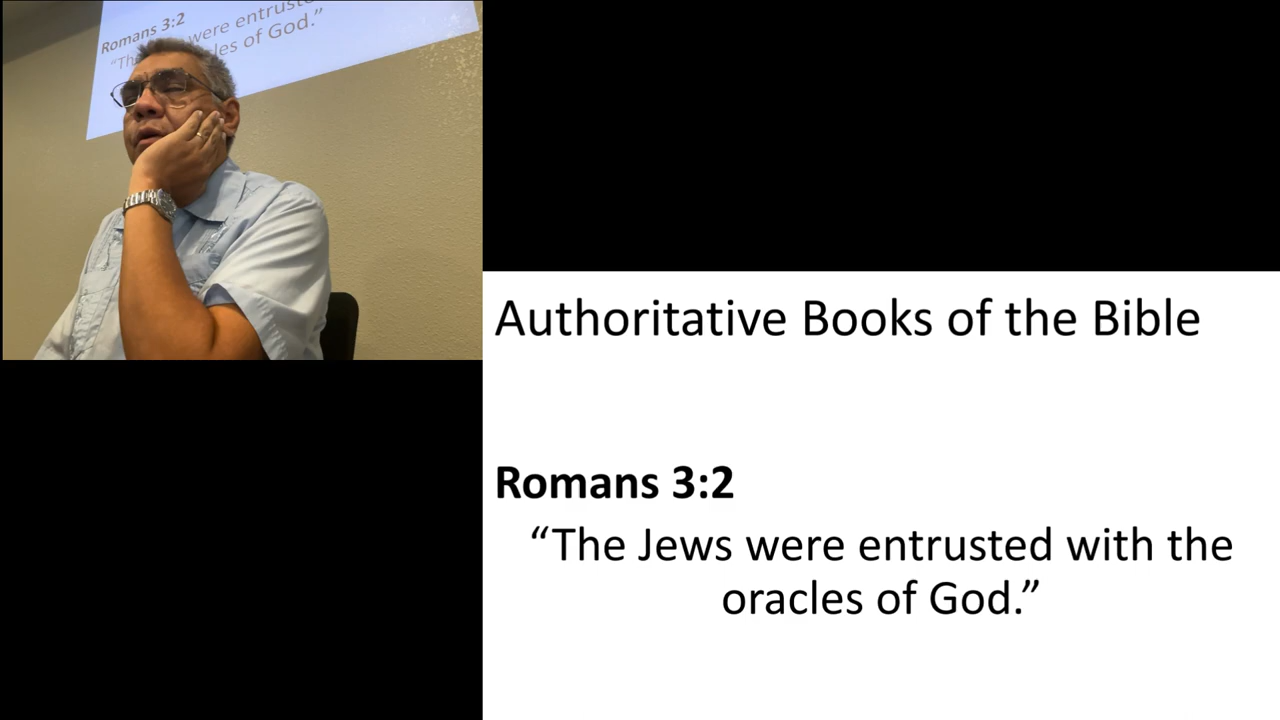 Romans 3:2
were entrust
of God.”
Authoritative Books of the Bible
Romans 3:2
“The Jews were entrusted with the
oracles of God.”